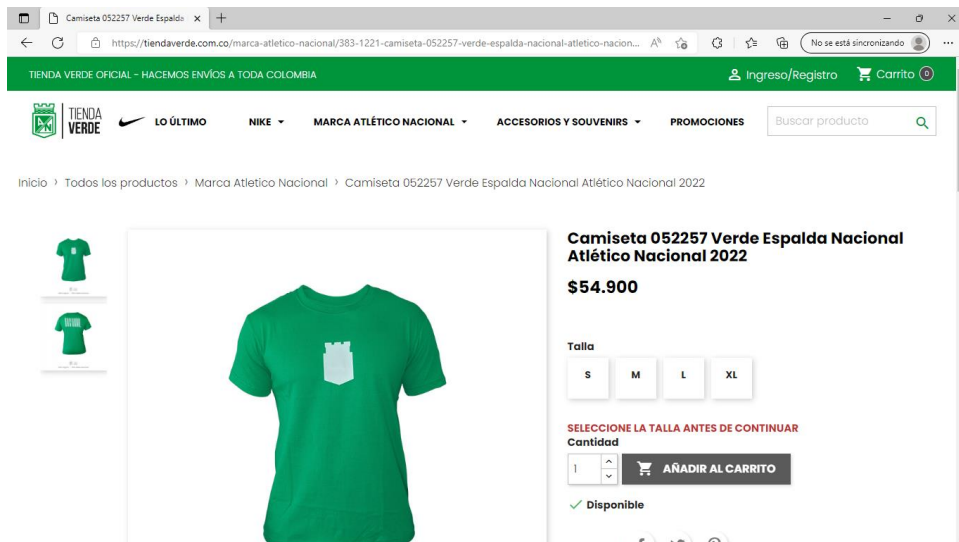 Camiseta 052257 Verde Espalda
https://tiendaverde.com.co/marca-atletico-nacional/383-1221-camiseta-052257-verde-espalda-nacional-atletico-nacion...
No se está sincronizando
TIENDA VERDE OFICIAL - HACEMOS ENVÍOS A TODA COLOMBIA
Ingreso/Registro
Carrito 0
TIENDA
VERDE
LO ÚLTIMO
NIKE
MARCA ATLÉTICO NACIONAL
ACCESORIOS Y SOUVENIRS
PROMOCIONES
Buscar producto
Inicio > Todos los productos > Marca Atletico Nacional > Camiseta 052257 Verde Espalda Nacional Atlético Nacional 2022
Camiseta 052257 Verde Espalda Nacional
Atlético Nacional 2022
$54.900
Talla
S M L XL
SELECCIONE LA TALLA ANTES DE CONTINUAR
Cantidad
1
AÑADIR AL CARRITO
Disponible